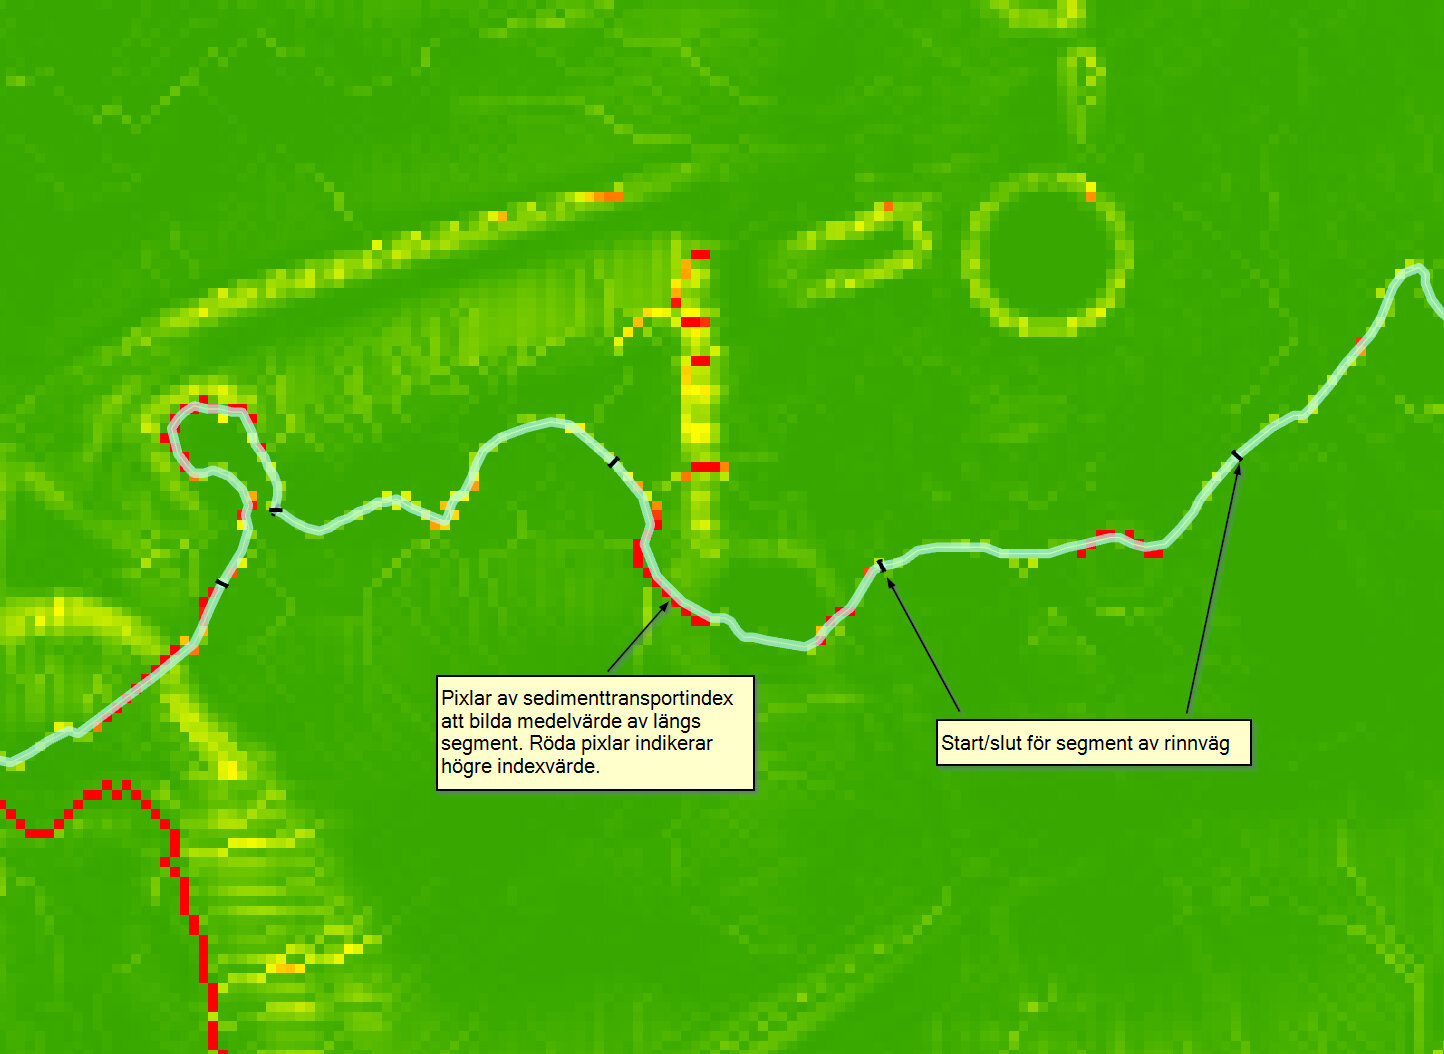 Pixlar av sedimenttransportindex
att bilda medelvärde av längs
segment. Röda pixlar indikerar
högre indexvärde.
Start/slut för segment av rinnväg